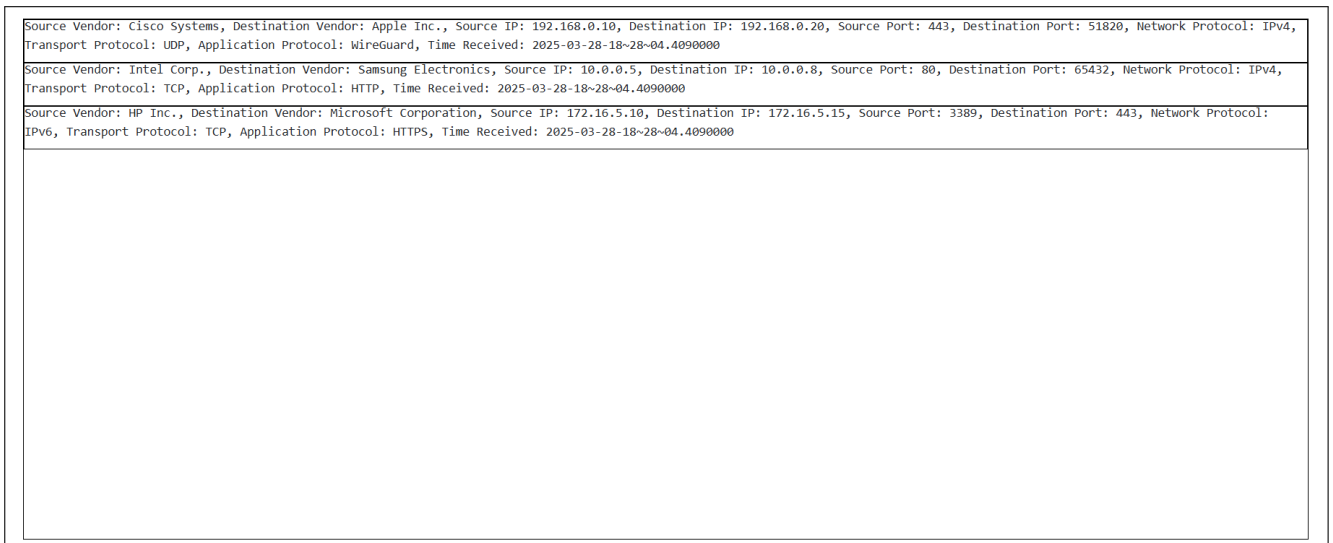 Source Vendor: Cisco Systems, Destination Vendor: Apple Inc., Source IP: 192.168.0.10, Destination IP: 192.168.0.20, Source Port: 443, Destination Port: 51820, Network Protocol: IPv4,
Transport Protocol: UDP, Application Protocol: WireGuard, Time Received: 2025-03-28-18~28~04.4090000
Source Vendor: Intel Corp., Destination Vendor: Samsung Electronics, Source IP: 10.0.0.5, Destination IP: 10.0.0.8, Source Port: 80, Destination Port: 65432, Network Protocol: IPv4,
Transport Protocol: TCP, Application Protocol: HTTP, Time Received: 2025-03-28-18~28~04.4090000
Source Vendor: HP Inc., Destination Vendor: Microsoft Corporation, Source IP: 172.16.5.10, Destination IP: 172.16.5.15, Source Port: 3389, Destination Port: 443, Network Protocol:
IPv6, Transport Protocol: TCP, Application Protocol: HTTPS, Time Received: 2025-03-28-18~28~04.4090000